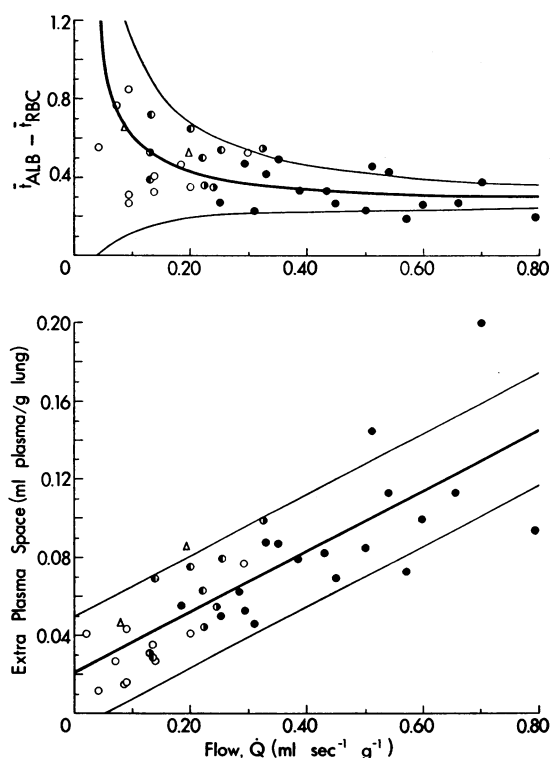 1.2
0.8
0.4
0
t̄ALB − t̄RBC
0 0.20 0.40 0.60 0.80
0.20
0.16
0.12
0.08
0.04
Extra Plasma Space (ml plasma/g lung)
0 0.20 0.40 0.60 0.80
Flow, Q̇ (ml sec⁻¹ g⁻¹)